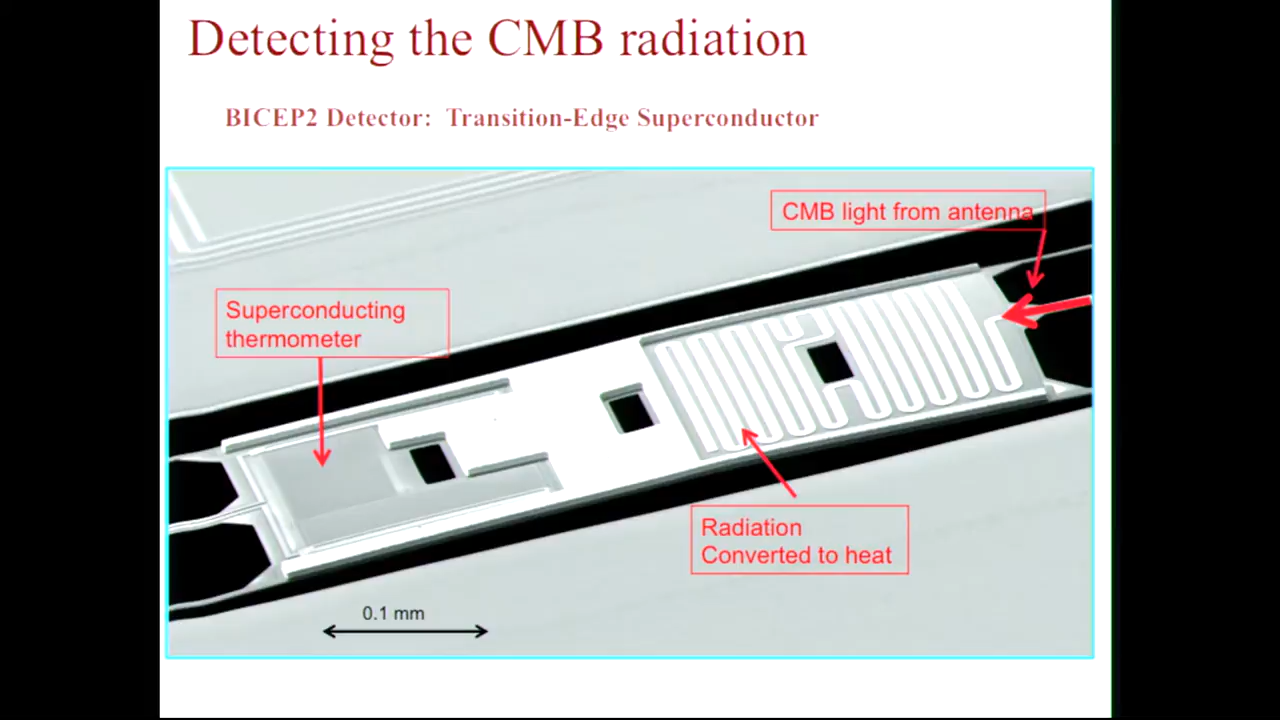 Detecting the CMB radiation
BICEP2 Detector: Transition-Edge Superconductor
CMB light from antenna
Superconducting
thermometer
Radiation
Converted to heat
0.1 mm